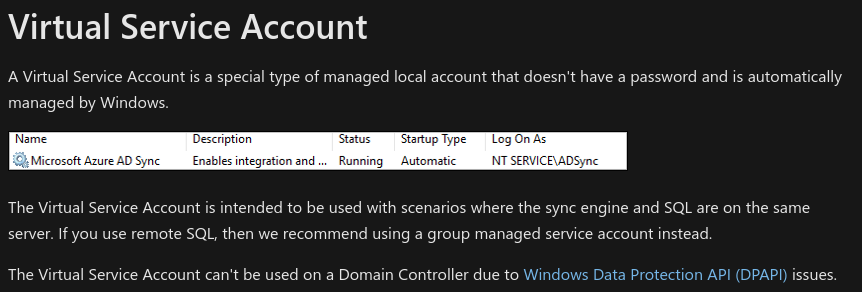 Virtual Service Account
A Virtual Service Account is a special type of managed local account that doesn't have a password and is automatically
managed by Windows.
Name Description Status Startup Type Log On As
Microsoft Azure AD Sync Enables integration and ... Running Automatic NT SERVICE\ADSync
The Virtual Service Account is intended to be used with scenarios where the sync engine and SQL are on the same
server. If you use remote SQL, then we recommend using a group managed service account instead.
The Virtual Service Account can't be used on a Domain Controller due to Windows Data Protection API (DPAPI) issues.